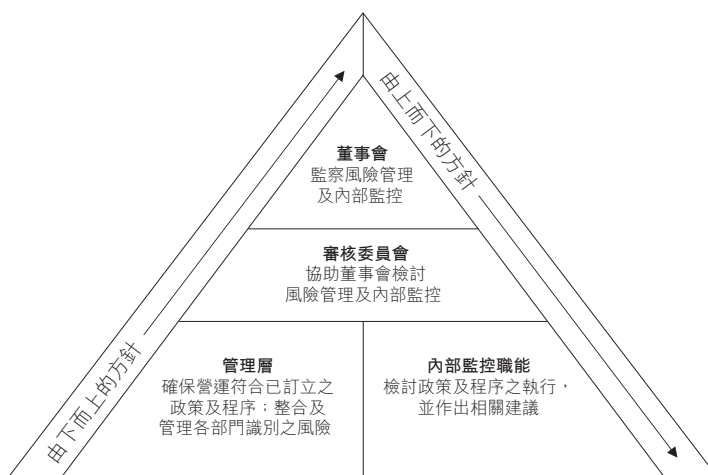 由上而下的方針
董事會
監察風險管理
及內部監控
審核委員會
協助董事會檢討
風險管理及內部監控
由下而上的方針
管理層
確保營運符合已訂立之
政策及程序；整合及
管理各部門識別之風險
內部監控職能
檢討政策及程序之執行，
並作出相關建議